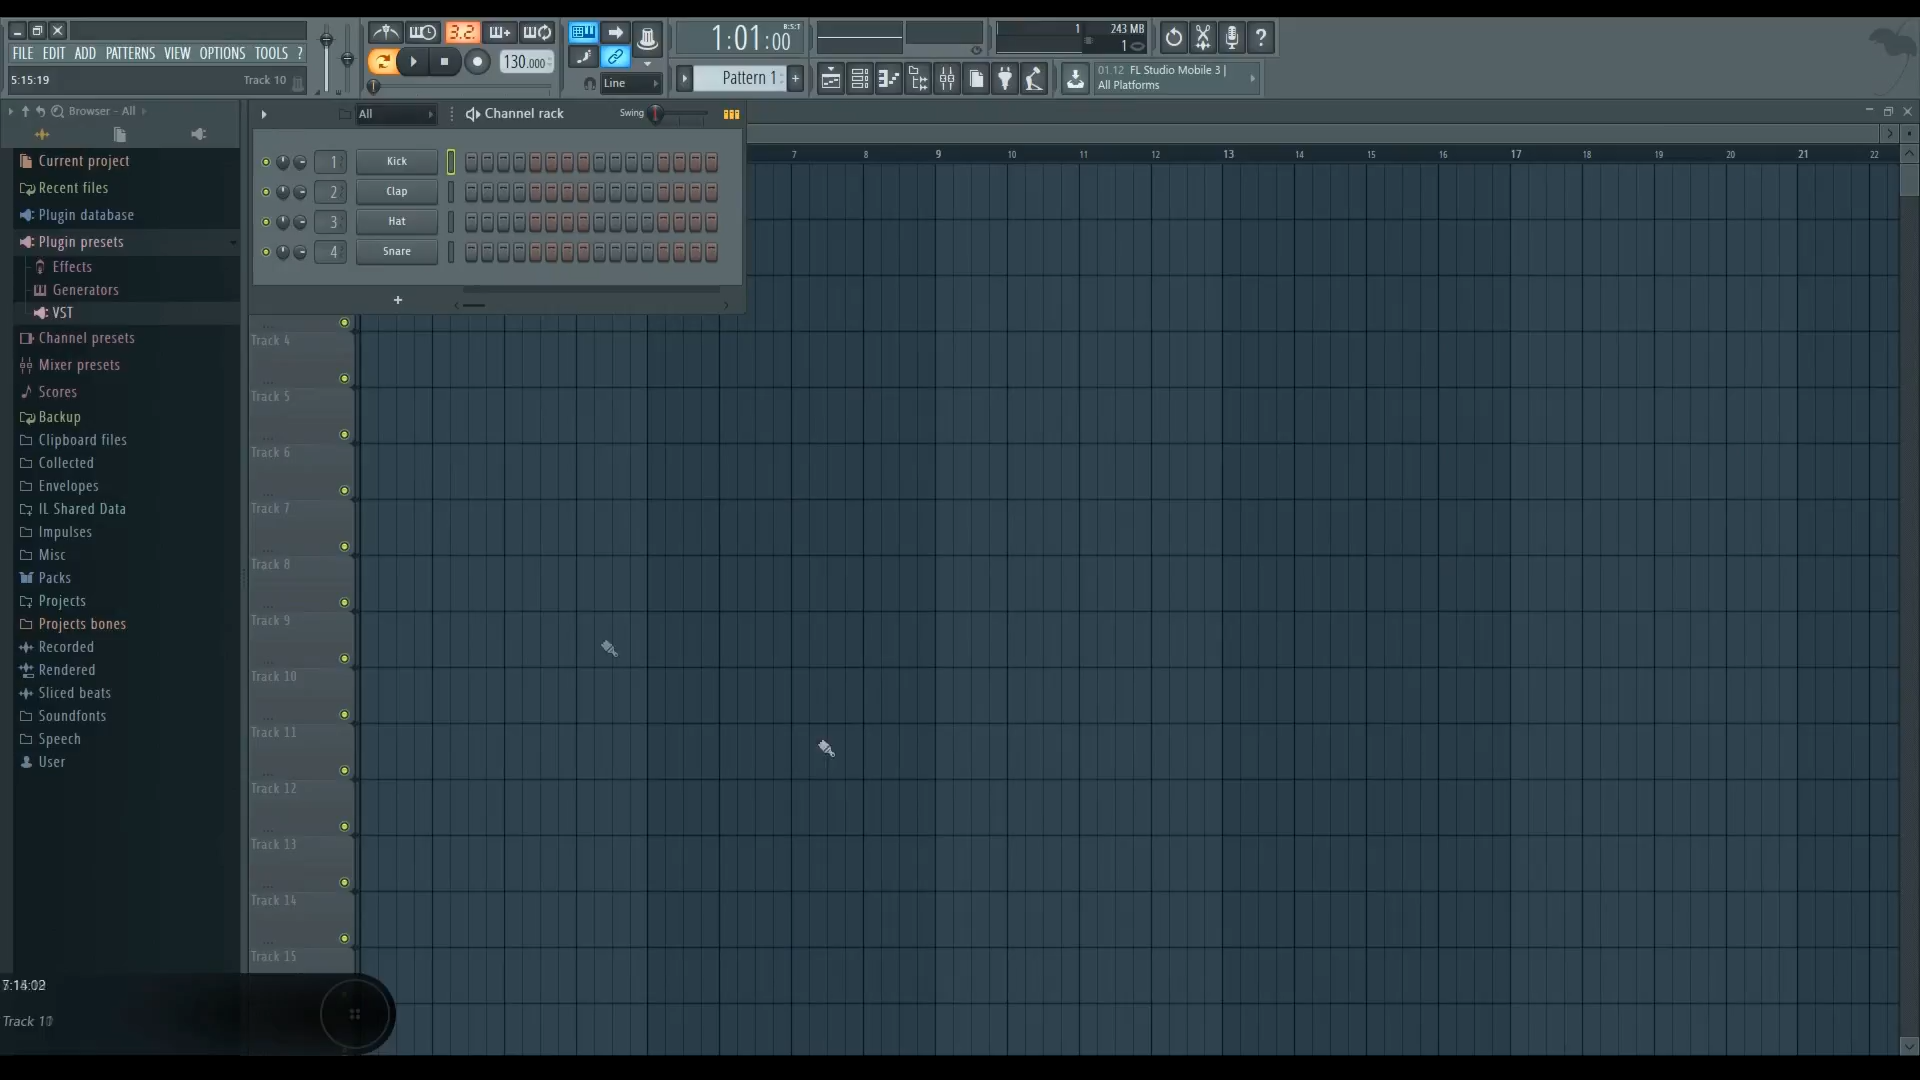 FILE EDIT ADD PATTERNS VIEW OPTIONS TOOLS ?
5:15:19 Track 10
3.2.
130.000
Line
1:01:00 B:S:T
Pattern 1
+
1 243 MB
1
?
01.12 FL Studio Mobile 3 |
All Platforms
Browser - All
Current project
Recent files
Plugin database
Plugin presets
Effects
Generators
VST
Channel presets
Mixer presets
Scores
Backup
Clipboard files
Collected
Envelopes
IL Shared Data
Impulses
Misc
Packs
Projects
Projects bones
Recorded
Rendered
Sliced beats
Soundfonts
Speech
User
All Channel rack Swing
1 Kick
2 Clap
3 Hat
4 Snare
+
7 8 9 10 11 12 13 14 15 16 17 18 19 20 21 22
Track 4
Track 5
Track 6
Track 7
Track 8
Track 9
Track 10
Track 11
Track 12
Track 13
Track 14
Track 15
Track